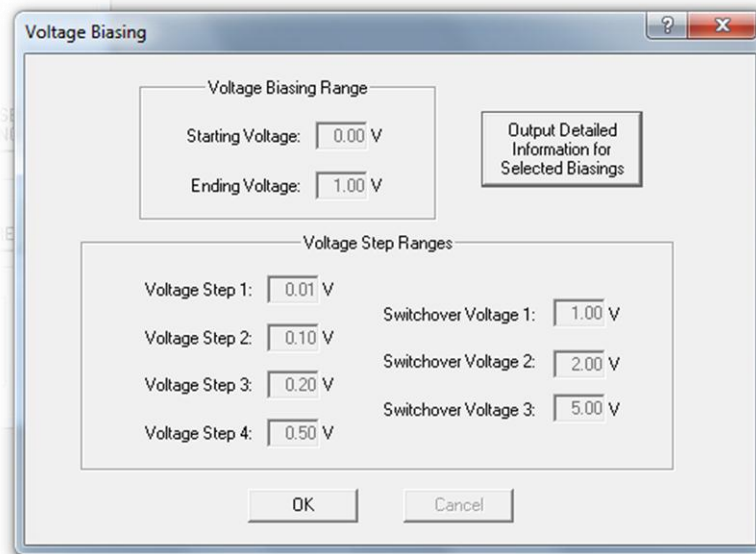 Voltage Biasing
?
X
Voltage Biasing Range
Starting Voltage: 0.00 V
Ending Voltage: 1.00 V
Output Detailed
Information for
Selected Biasings
Voltage Step Ranges
Voltage Step 1: 0.01 V
Voltage Step 2: 0.10 V
Voltage Step 3: 0.20 V
Voltage Step 4: 0.50 V
Switchover Voltage 1: 1.00 V
Switchover Voltage 2: 2.00 V
Switchover Voltage 3: 5.00 V
OK
Cancel